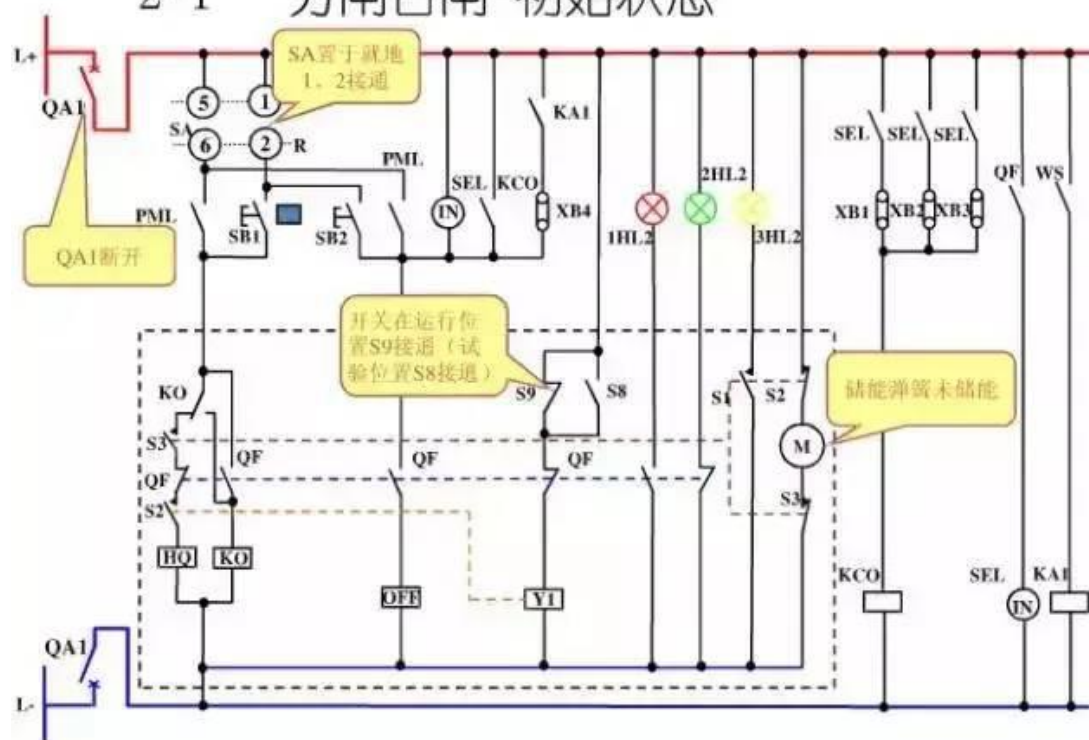 2-1
初始状态
L+
QA1
SA置于就地
1、2接通
5
1
SA
6
2
R
PML
KA1
SEL
KCO
XB4
IN
PML
SB1
SB2
QA1断开
1HL2
2HL2
3HL2
SEL
SEL
SEL
XB1
XB2
XB3
QF
WS
开关在运行位
置S9接通（试
验位置S8接通）
储能弹簧未储能
KO
S3
QF
QF
S2
HQ
KO
QF
OFF
S9
S8
QF
Y1
S1
S2
M
S3
KCO
SEL
IN
KA1
QA1
L-